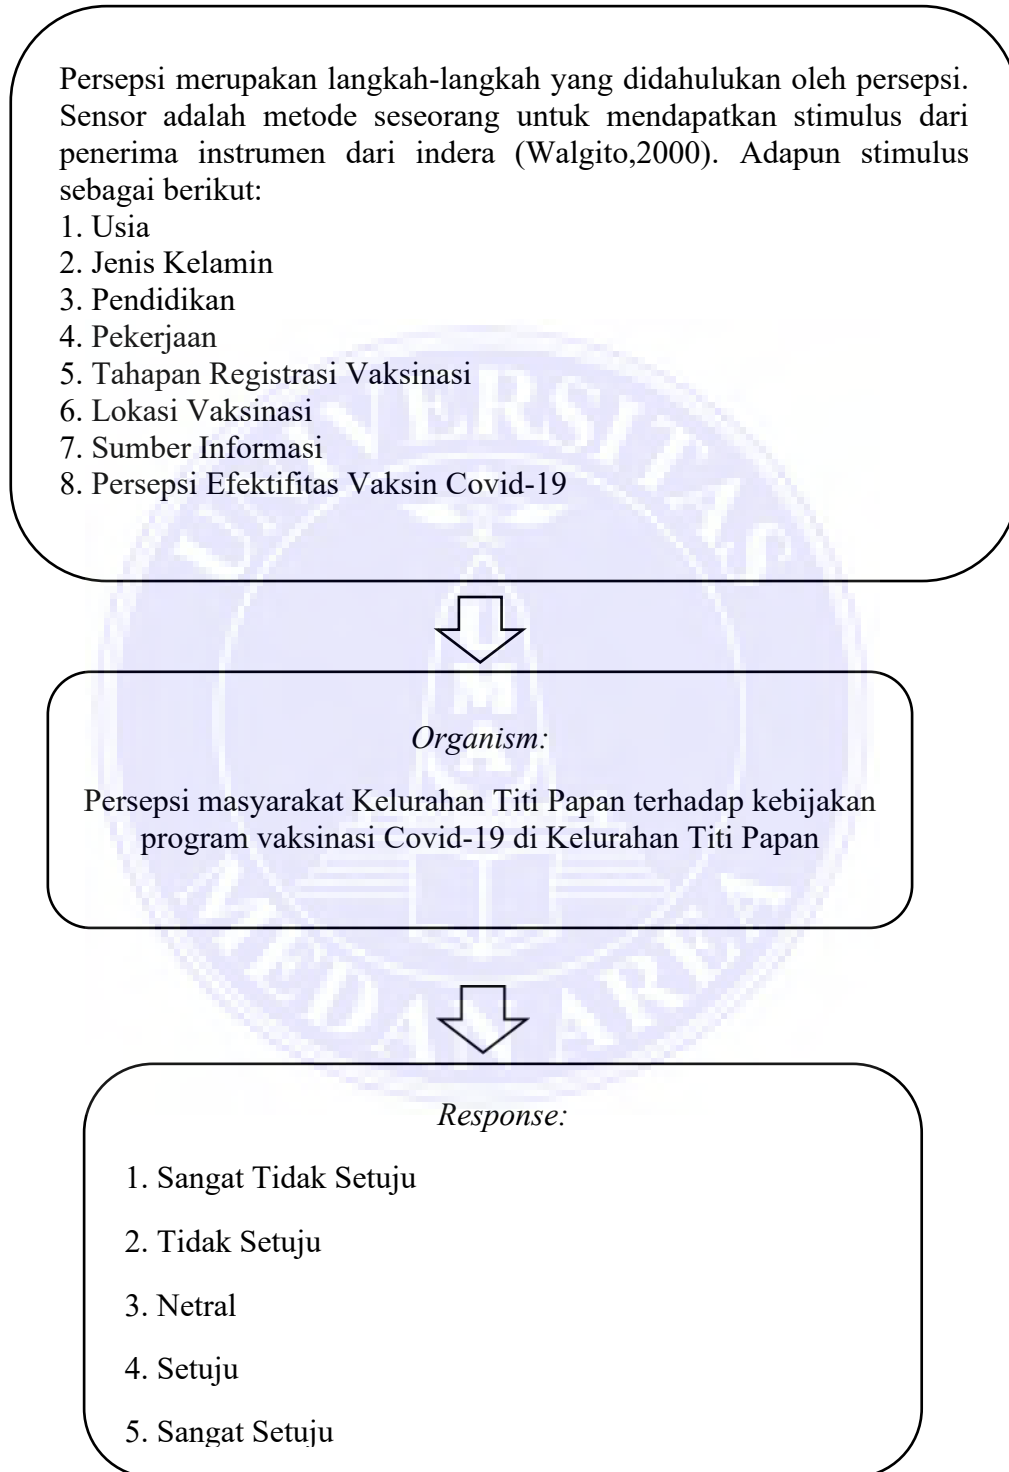 Persepsi merupakan langkah-langkah yang didahulukan oleh persepsi.
Sensor adalah metode seseorang untuk mendapatkan stimulus dari
penerima instrumen dari indera (Walgito,2000). Adapun stimulus
sebagai berikut:
1. Usia
2. Jenis Kelamin
3. Pendidikan
4. Pekerjaan
5. Tahapan Registrasi Vaksinasi
6. Lokasi Vaksinasi
7. Sumber Informasi
8. Persepsi Efektifitas Vaksin Covid-19
UNIVERSITAS
UMA
Organism:
Persepsi masyarakat Kelurahan Titi Papan terhadap kebijakan
program vaksinasi Covid-19 di Kelurahan Titi Papan
MEDAN AREA
Response:
1. Sangat Tidak Setuju
2. Tidak Setuju
3. Netral
4. Setuju
5. Sangat Setuju